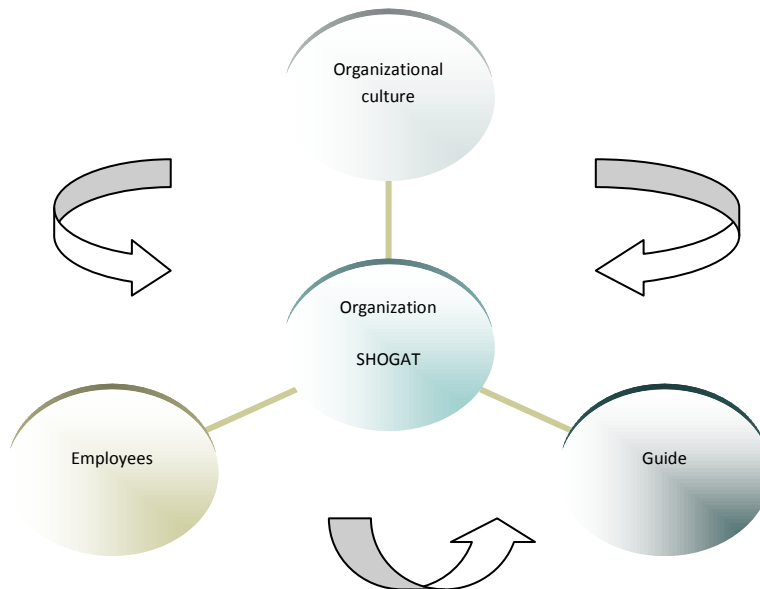 Organizational
culture
Organization
SHOGAT
Employees
Guide